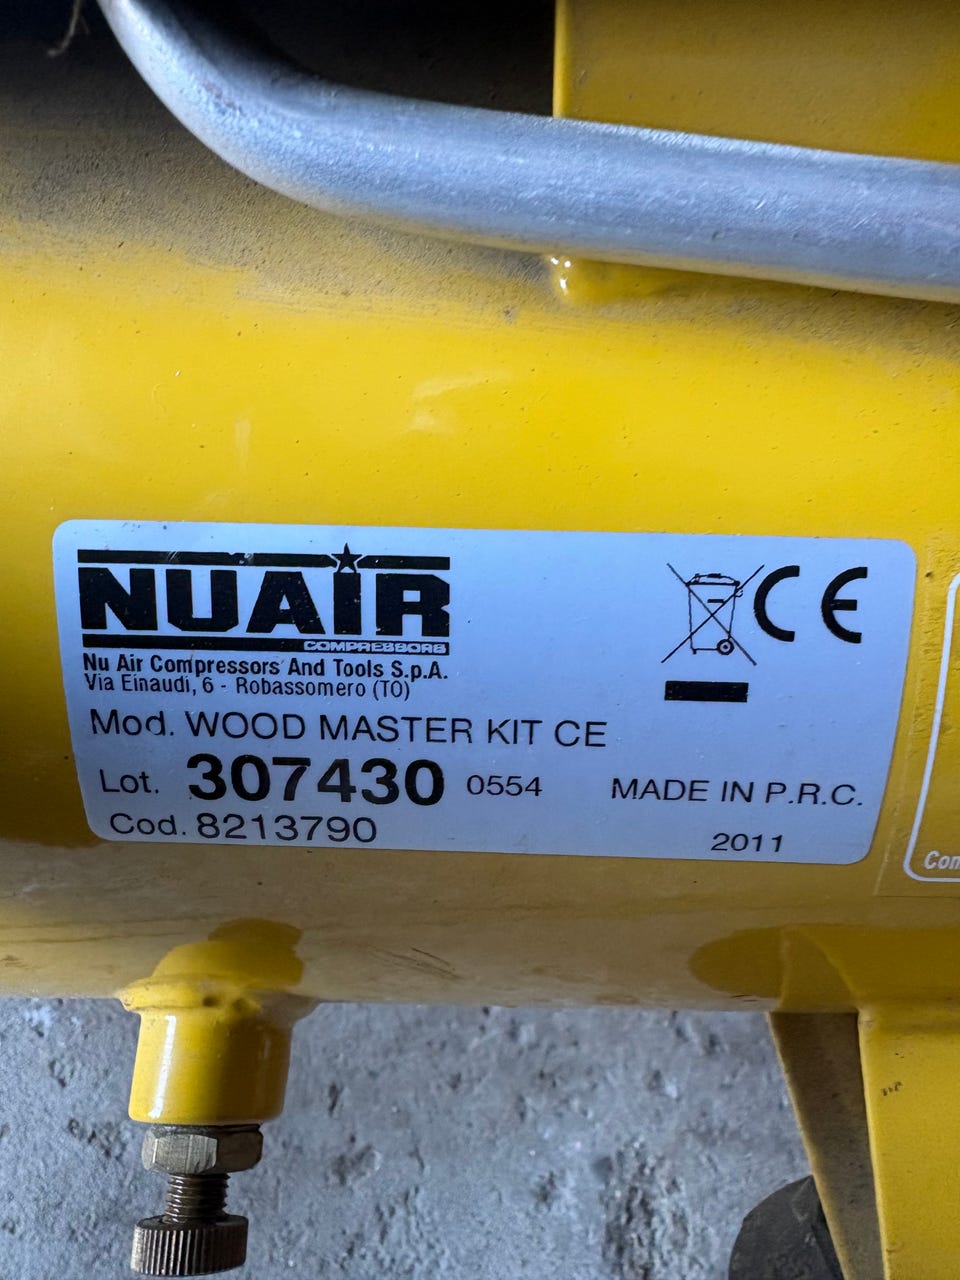 NUAIR
COMPRESSORS
Nu Air Compressors And Tools S.p.A.
Via Einaudi, 6 - Robassomero (TO)
CE
Mod. WOOD MASTER KIT CE
Lot. 307430 0554 MADE IN P.R.C.
Cod. 8213790 2011